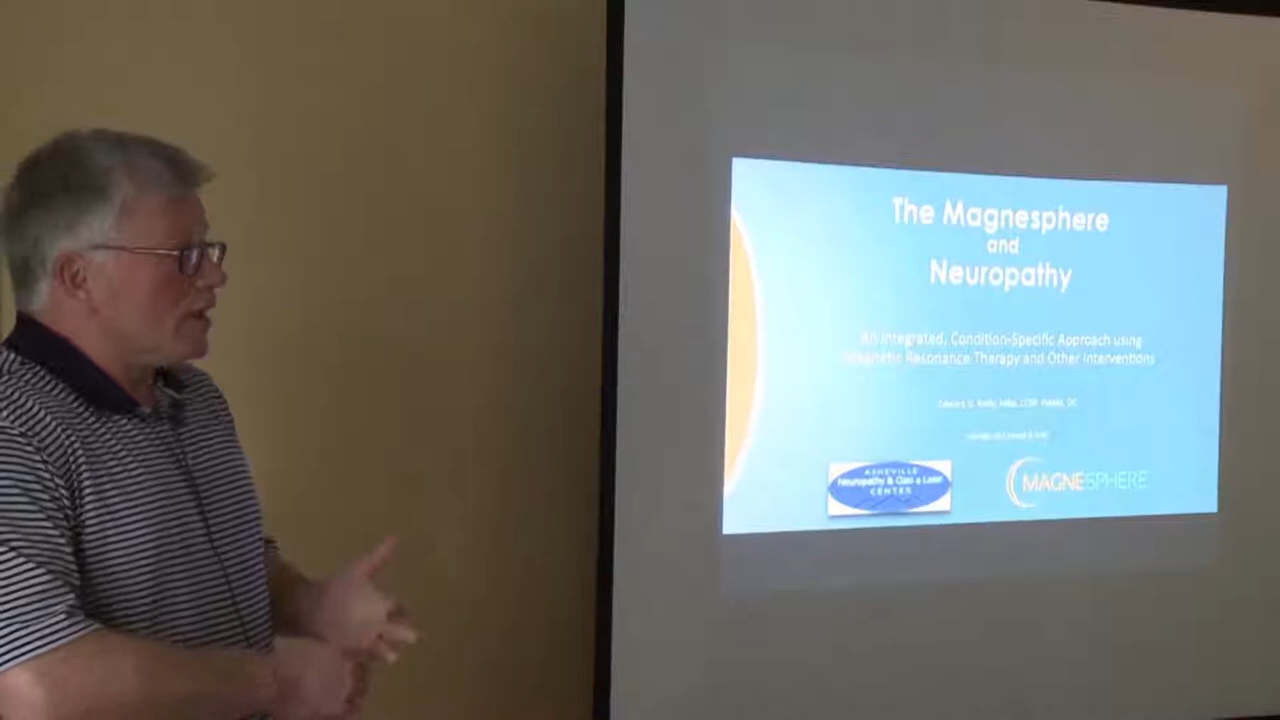 The Magnesphere
and
Neuropathy
An Integrated, Condition-Specific Approach using
Magnetic Resonance Therapy and Other Interventions
ASHEVILLE
Neuropathy & Class 4 Laser
CENTER
MAGNESPHERE